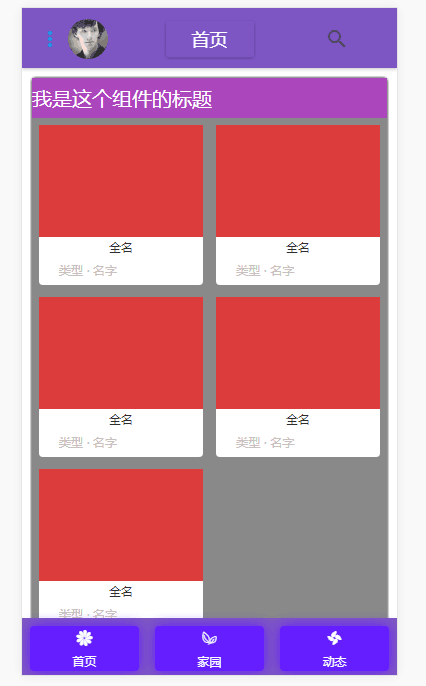 首页
我是这个组件的标题
全名
全名
类型 · 名字
类型 · 名字
全名
全名
类型 · 名字
类型 · 名字
全名
类型 · 名字
首页
家园
动态